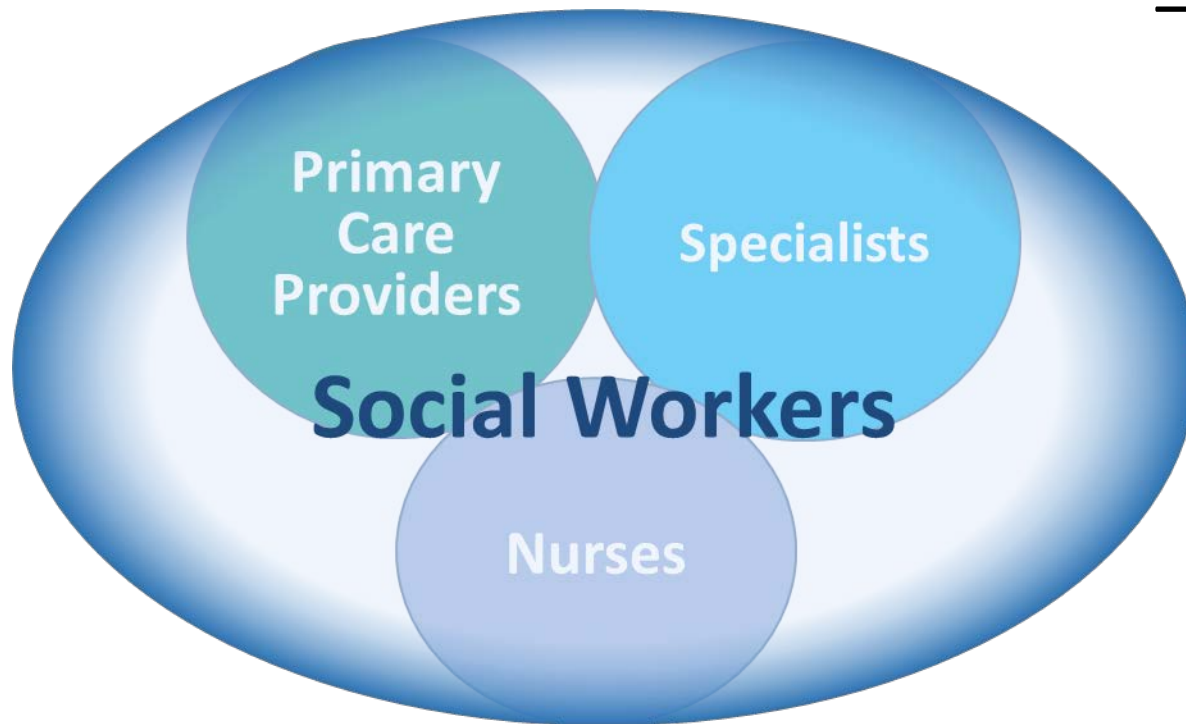 Primary
Care
Providers
Specialists
Social Workers
Nurses